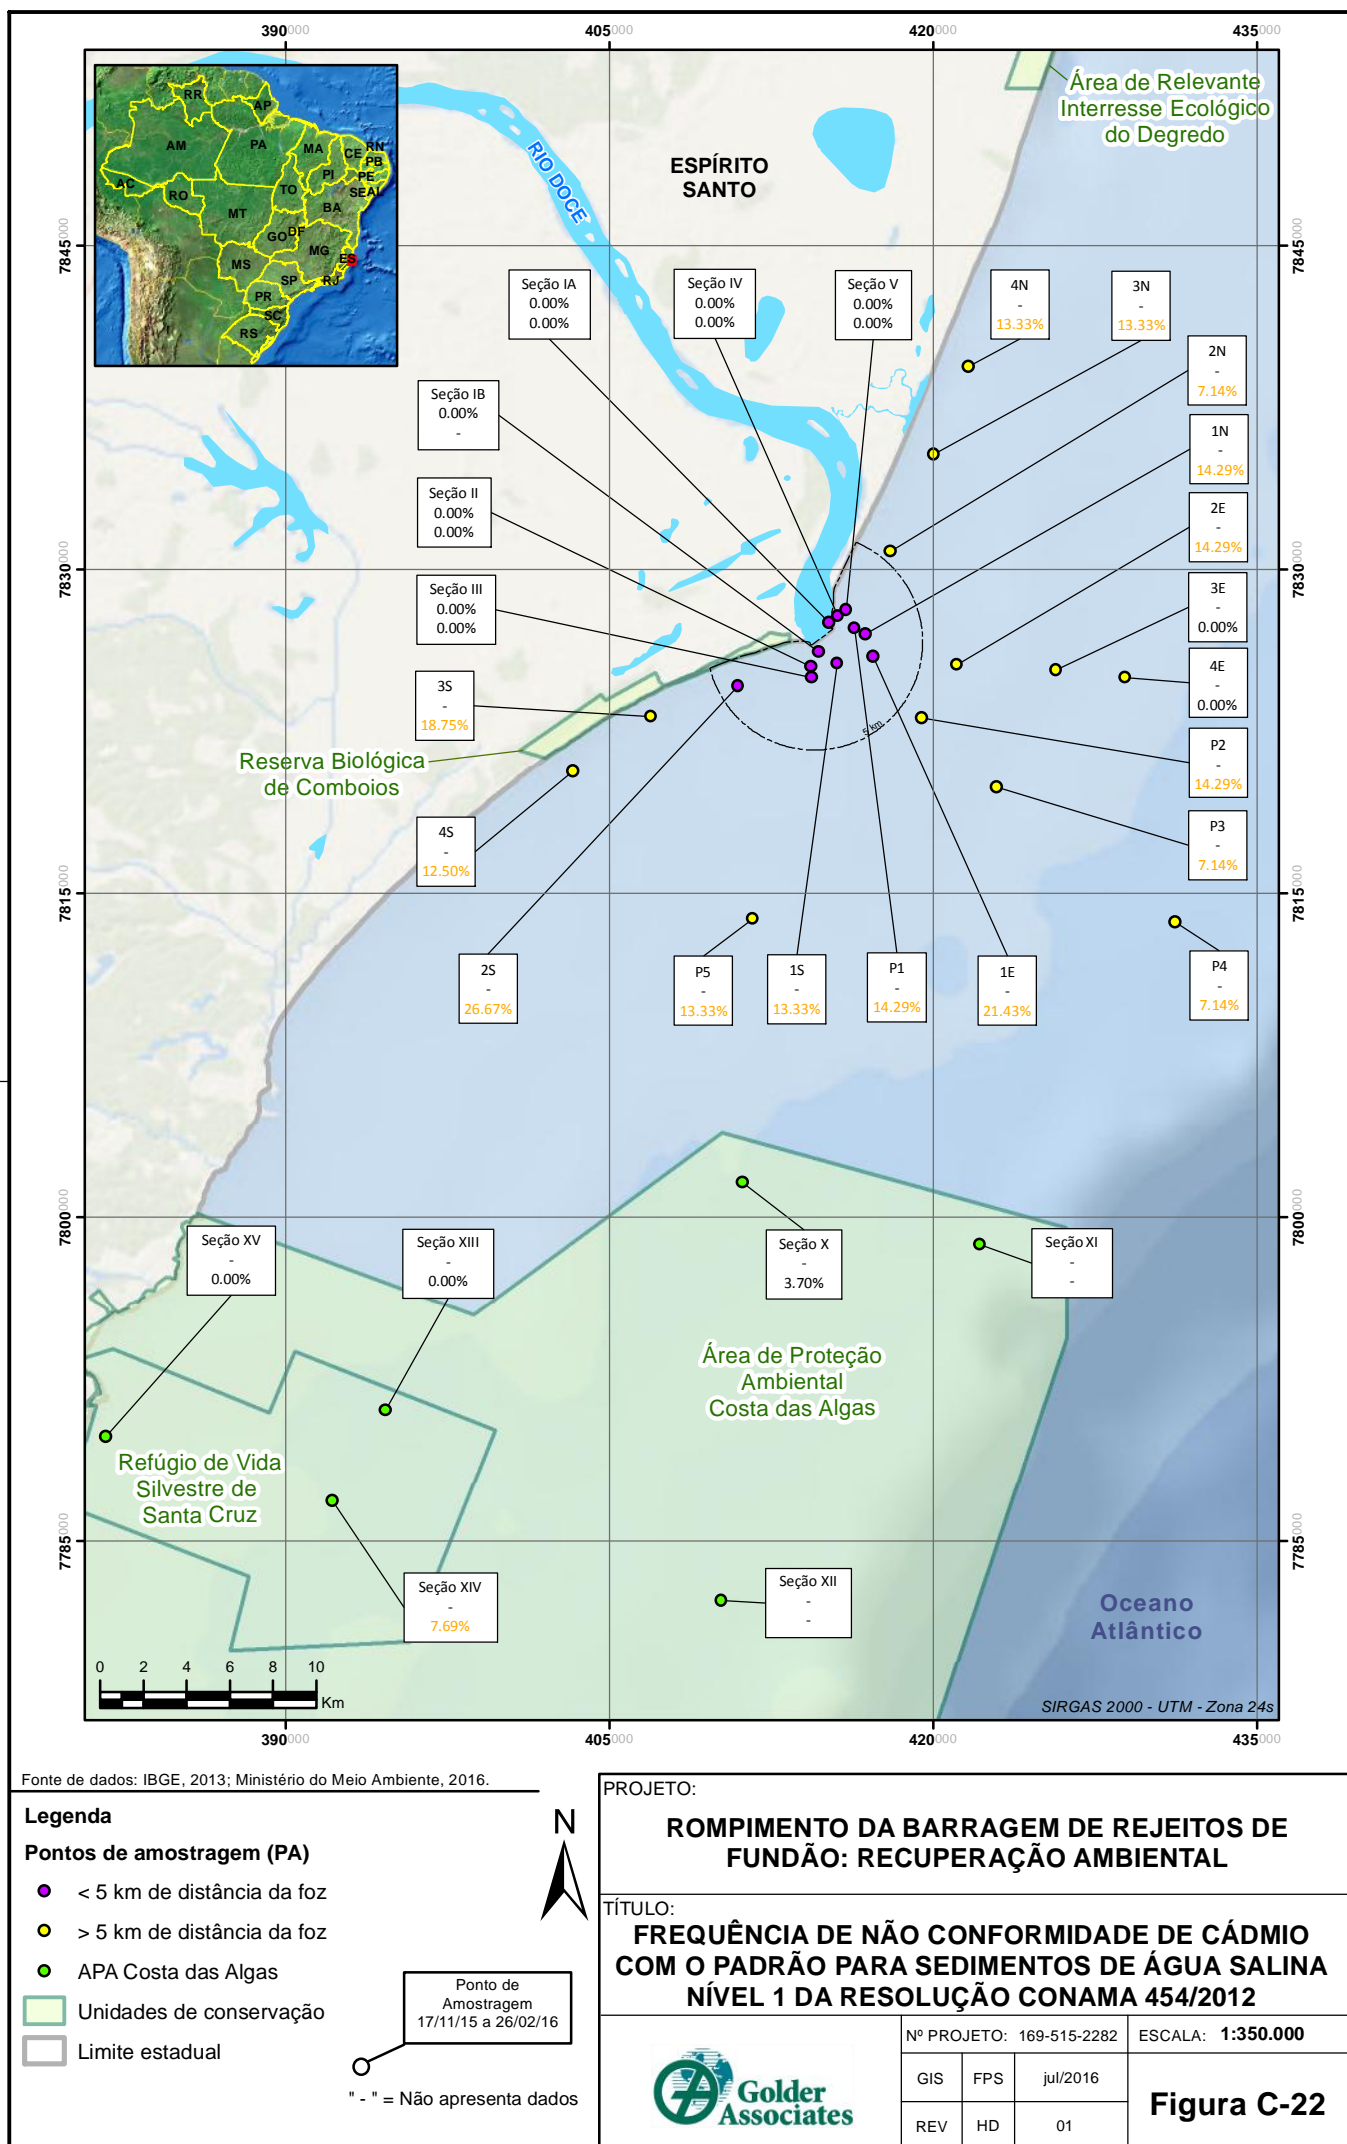 390000 405000 420000 435000
7845000
7830000
7815000
7800000
7785000
7845000
7830000
7815000
7800000
7785000
390000 405000 420000 435000
RR
AP
AM
PA
MA
CE
RN
PB
PE
PI
AC
RO
TO
SE
AL
MT
BA
GO
DF
MG
ES
MS
SP
RJ
PR
SC
RS
Área de Relevante
Interresse Ecológico
do Degredo
ESPÍRITO
SANTO
RIO DOCE
Seção IA
0.00%
0.00%
Seção IV
0.00%
0.00%
Seção V
0.00%
0.00%
4N
-
13.33%
3N
-
13.33%
2N
-
7.14%
Seção IB
0.00%
-
1N
-
14.29%
Seção II
0.00%
0.00%
2E
-
14.29%
Seção III
0.00%
0.00%
3E
-
0.00%
4E
-
0.00%
3S
-
18.75%
5 km
Reserva Biológica
de Comboios
P2
-
14.29%
4S
-
12.50%
P3
-
7.14%
2S
-
26.67%
P5
-
13.33%
1S
-
13.33%
P1
-
14.29%
1E
-
21.43%
P4
-
7.14%
Seção XV
-
0.00%
Seção XIII
-
0.00%
Seção X
-
3.70%
Seção XI
-
-
Área de Proteção
Ambiental
Costa das Algas
Refúgio de Vida
Silvestre de
Santa Cruz
Seção XIV
-
7.69%
Seção XII
-
-
Oceano
Atlântico
0 2 4 6 8 10
Km
SIRGAS 2000 - UTM - Zona 24s
Fonte de dados: IBGE, 2013; Ministério do Meio Ambiente, 2016.
Legenda
Pontos de amostragem (PA)
< 5 km de distância da foz
> 5 km de distância da foz
APA Costa das Algas
Unidades de conservação
Limite estadual
N
Ponto de
Amostragem
17/11/15 a 26/02/16
" - " = Não apresenta dados
PROJETO:
ROMPIMENTO DA BARRAGEM DE REJEITOS DE
FUNDÃO: RECUPERAÇÃO AMBIENTAL
TÍTULO:
FREQUÊNCIA DE NÃO CONFORMIDADE DE CÁDMIO
COM O PADRÃO PARA SEDIMENTOS DE ÁGUA SALINA
NÍVEL 1 DA RESOLUÇÃO CONAMA 454/2012
Golder
Associates
Nº PROJETO: 169-515-2282
ESCALA: 1:350.000
GIS FPS jul/2016
REV HD 01
Figura C-22